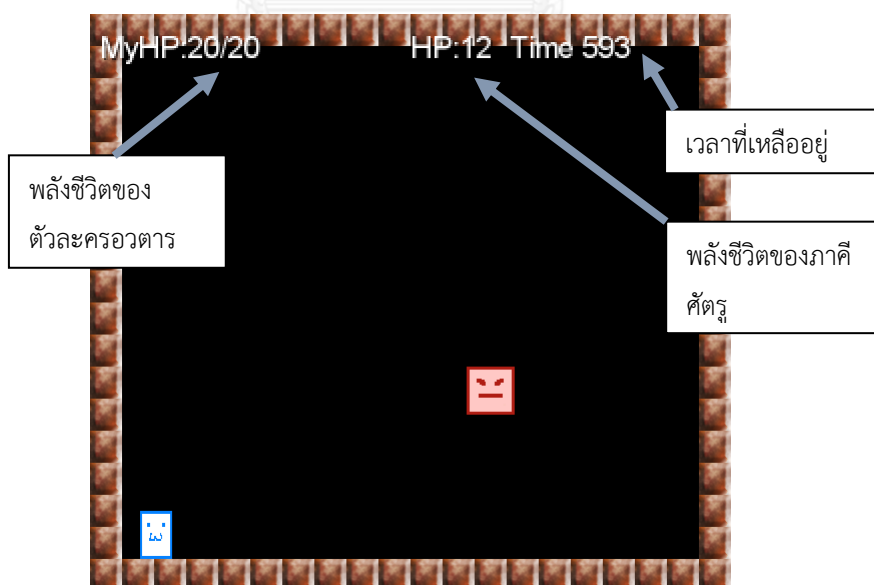 MyHP:20/20 HP:12 Time 593
เวลาที่เหลืออยู่
พลังชีวิตของ
ตัวละครอวตาร
พลังชีวิตของภาคี
ศัตรู